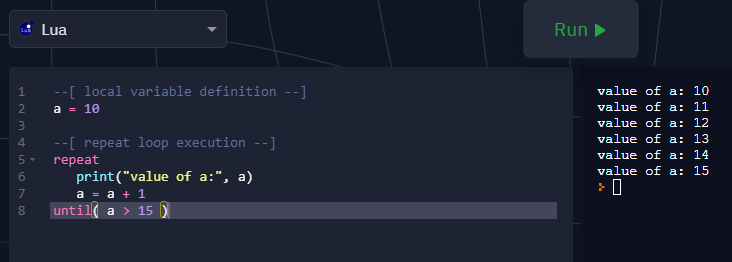 Lua
Run
1 --[ local variable definition --]
2 a = 10
3
4 --[ repeat loop execution --]
5 repeat
6    print("value of a:", a)
7    a = a + 1
8 until( a > 15 )
value of a: 10
value of a: 11
value of a: 12
value of a: 13
value of a: 14
value of a: 15